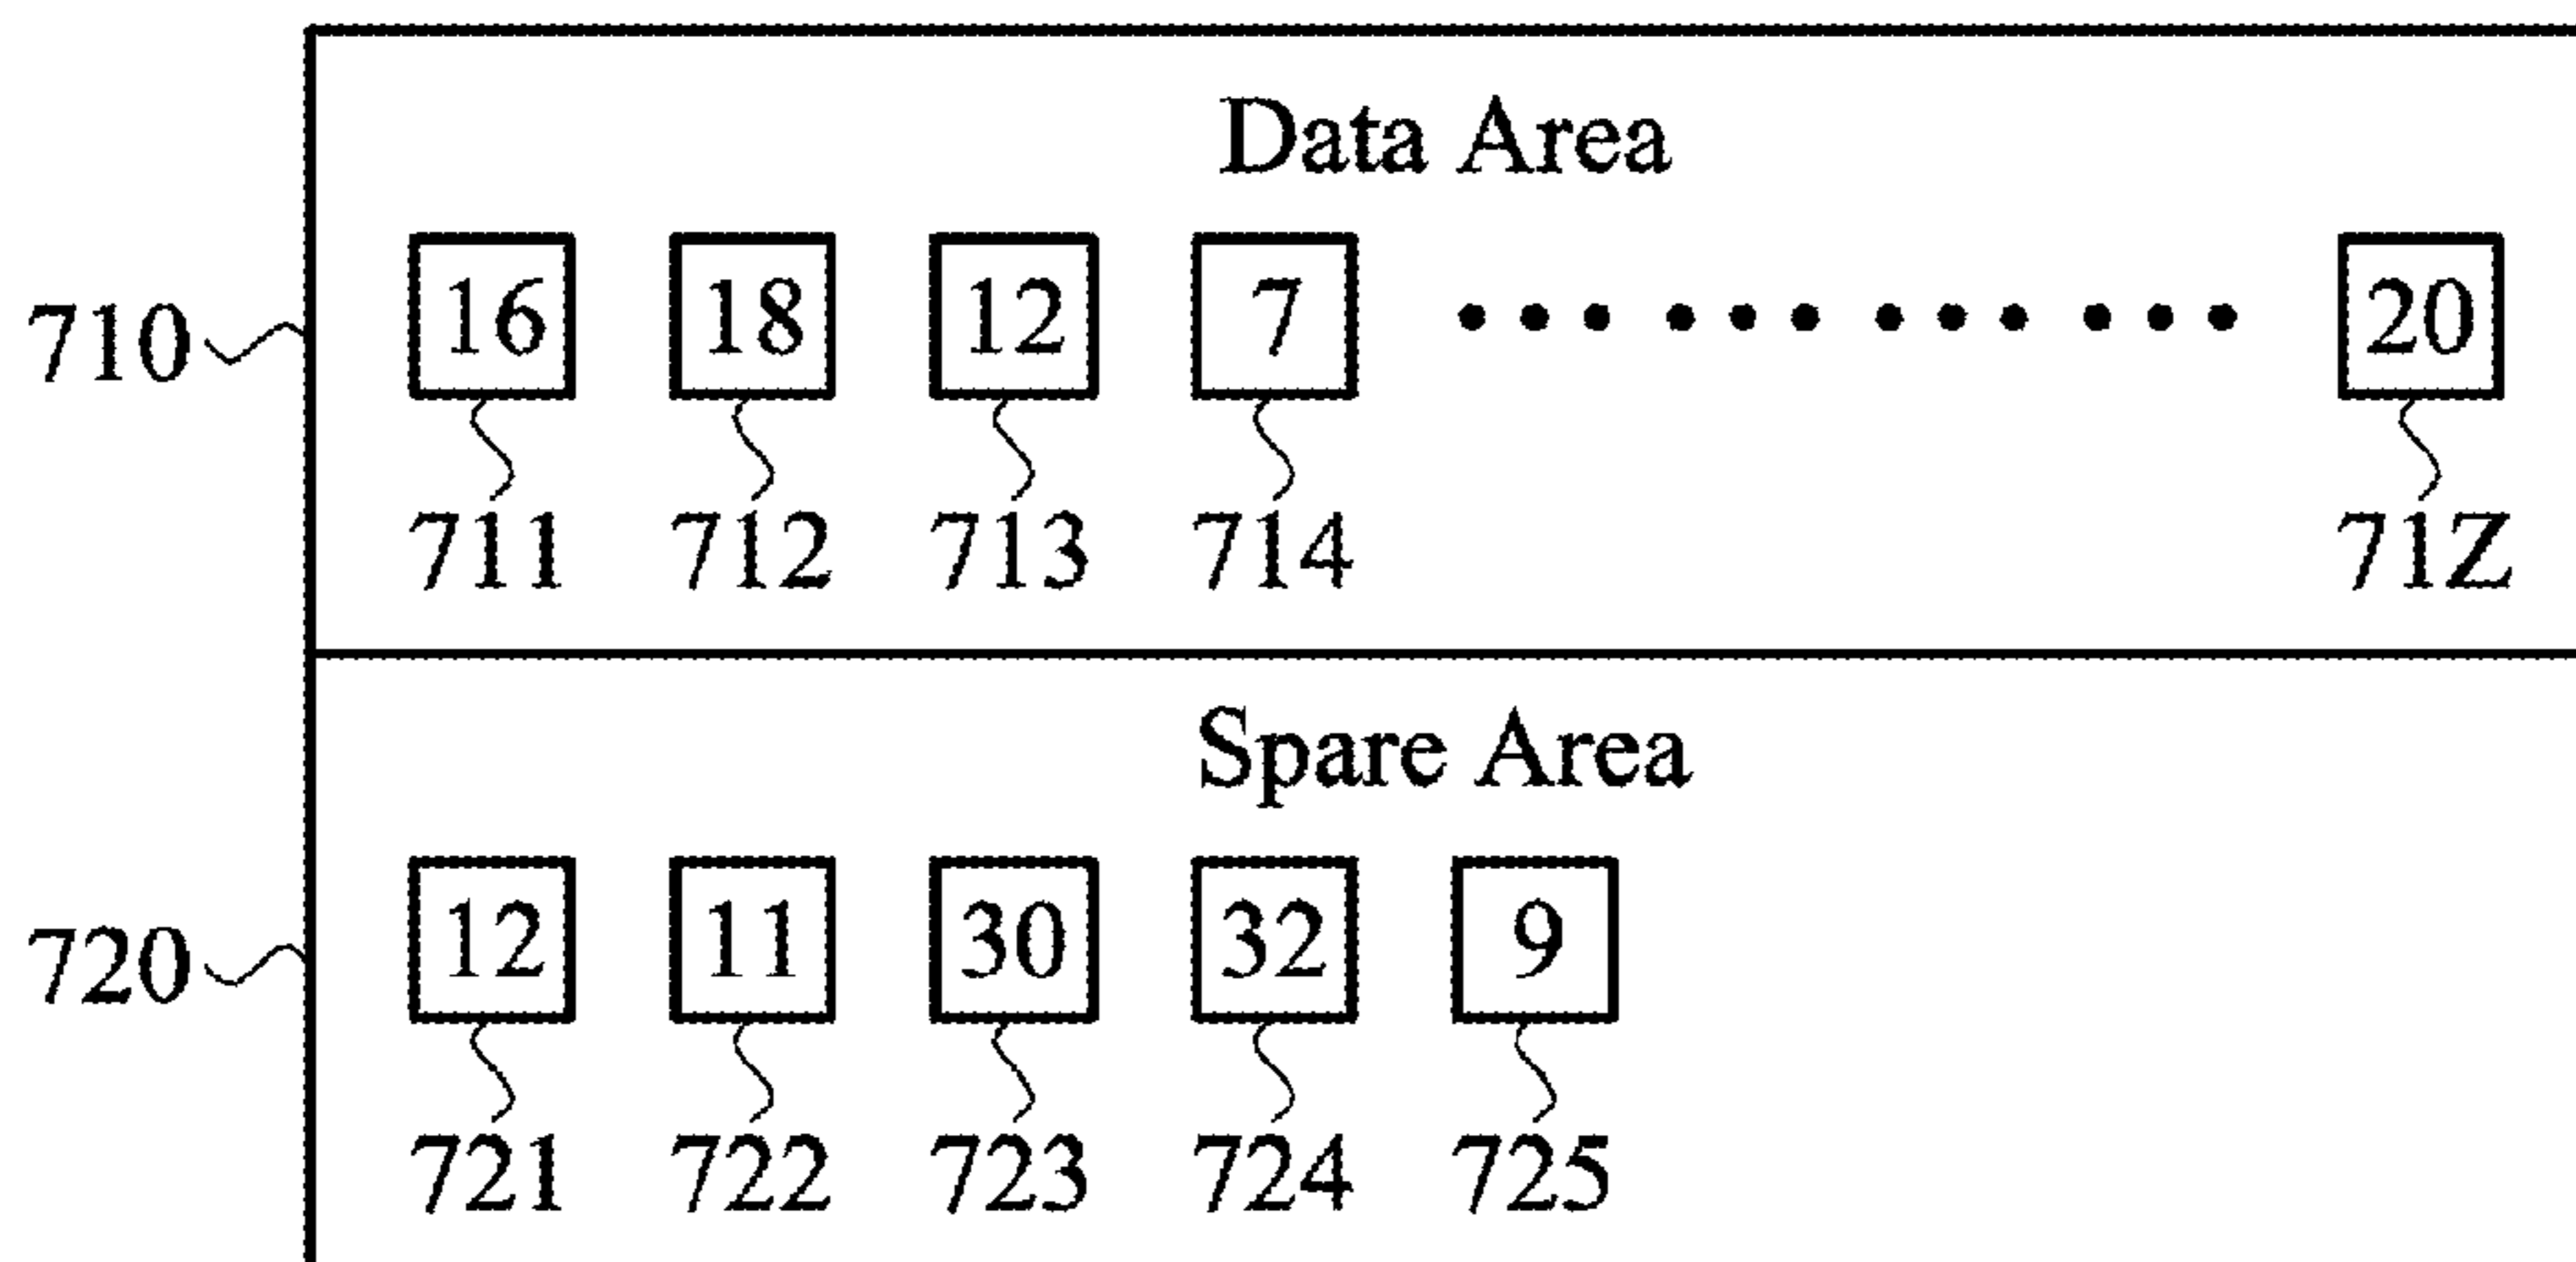 Data Area
710 16 18 12 7 • • • • • • • • • • • • 20
711 712 713 714 71Z
Spare Area
720 12 11 30 32 9
721 722 723 724 725